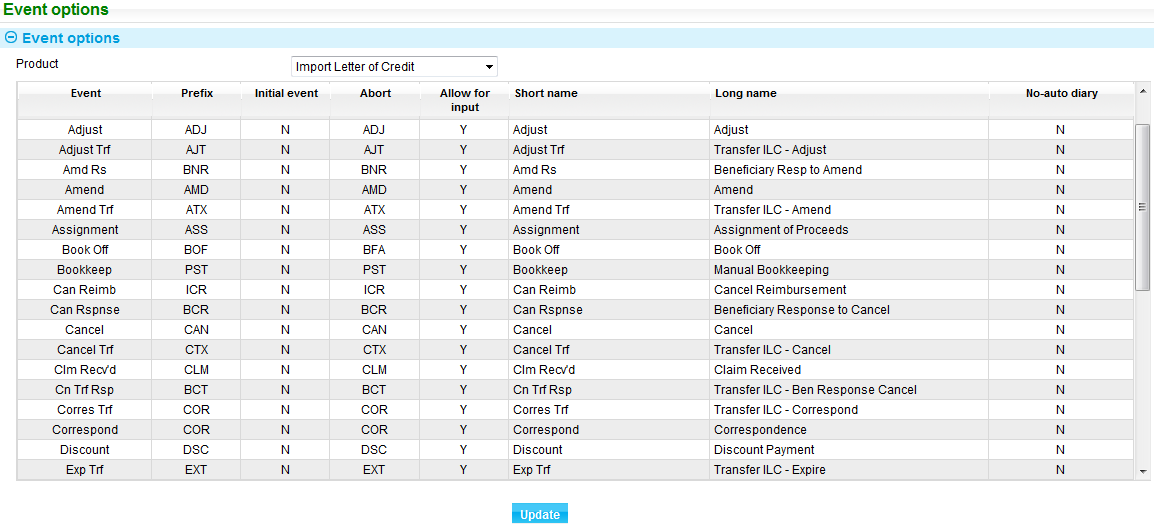 Event options
Event options
Product Import Letter of Credit
Event Prefix Initial event Abort Allow for input Short name Long name No-auto diary
Adjust ADJ N ADJ Y Adjust Adjust N
Adjust Trf AJT N AJT Y Adjust Trf Transfer ILC - Adjust N
Amd Rs BNR N BNR Y Amd Rs Beneficiary Resp to Amend N
Amend AMD N AMD Y Amend Amend N
Amend Trf ATX N ATX Y Amend Trf Transfer ILC - Amend N
Assignment ASS N ASS Y Assignment Assignment of Proceeds N
Book Off BOF N BFA Y Book Off Book Off N
Bookkeep PST N PST Y Bookkeep Manual Bookkeeping N
Can Reimb ICR N ICR Y Can Reimb Cancel Reimbursement N
Can Rspnse BCR N BCR Y Can Rspnse Beneficiary Response to Cancel N
Cancel CAN N CAN Y Cancel Cancel N
Cancel Trf CTX N CTX Y Cancel Trf Transfer ILC - Cancel N
Clm Recv'd CLM N CLM Y Clm Recv'd Claim Received N
Cn Trf Rsp BCT N BCT Y Cn Trf Rsp Transfer ILC - Ben Response Cancel N
Corres Trf COR N COR Y Corres Trf Transfer ILC - Correspond N
Correspond COR N COR Y Correspond Correspondence N
Discount DSC N DSC Y Discount Discount Payment N
Exp Trf EXT N EXT Y Exp Trf Transfer ILC - Expire N
Update